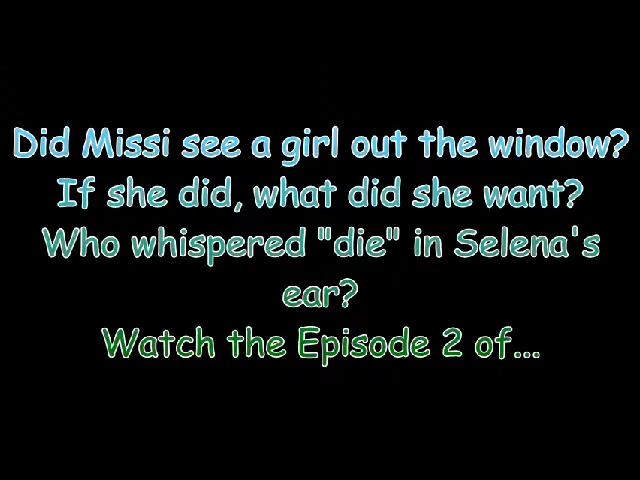 Did Missi see a girl out the window?
If she did, what did she want?
Who whispered "die" in Selena's
ear?
Watch the Episode 2 of...